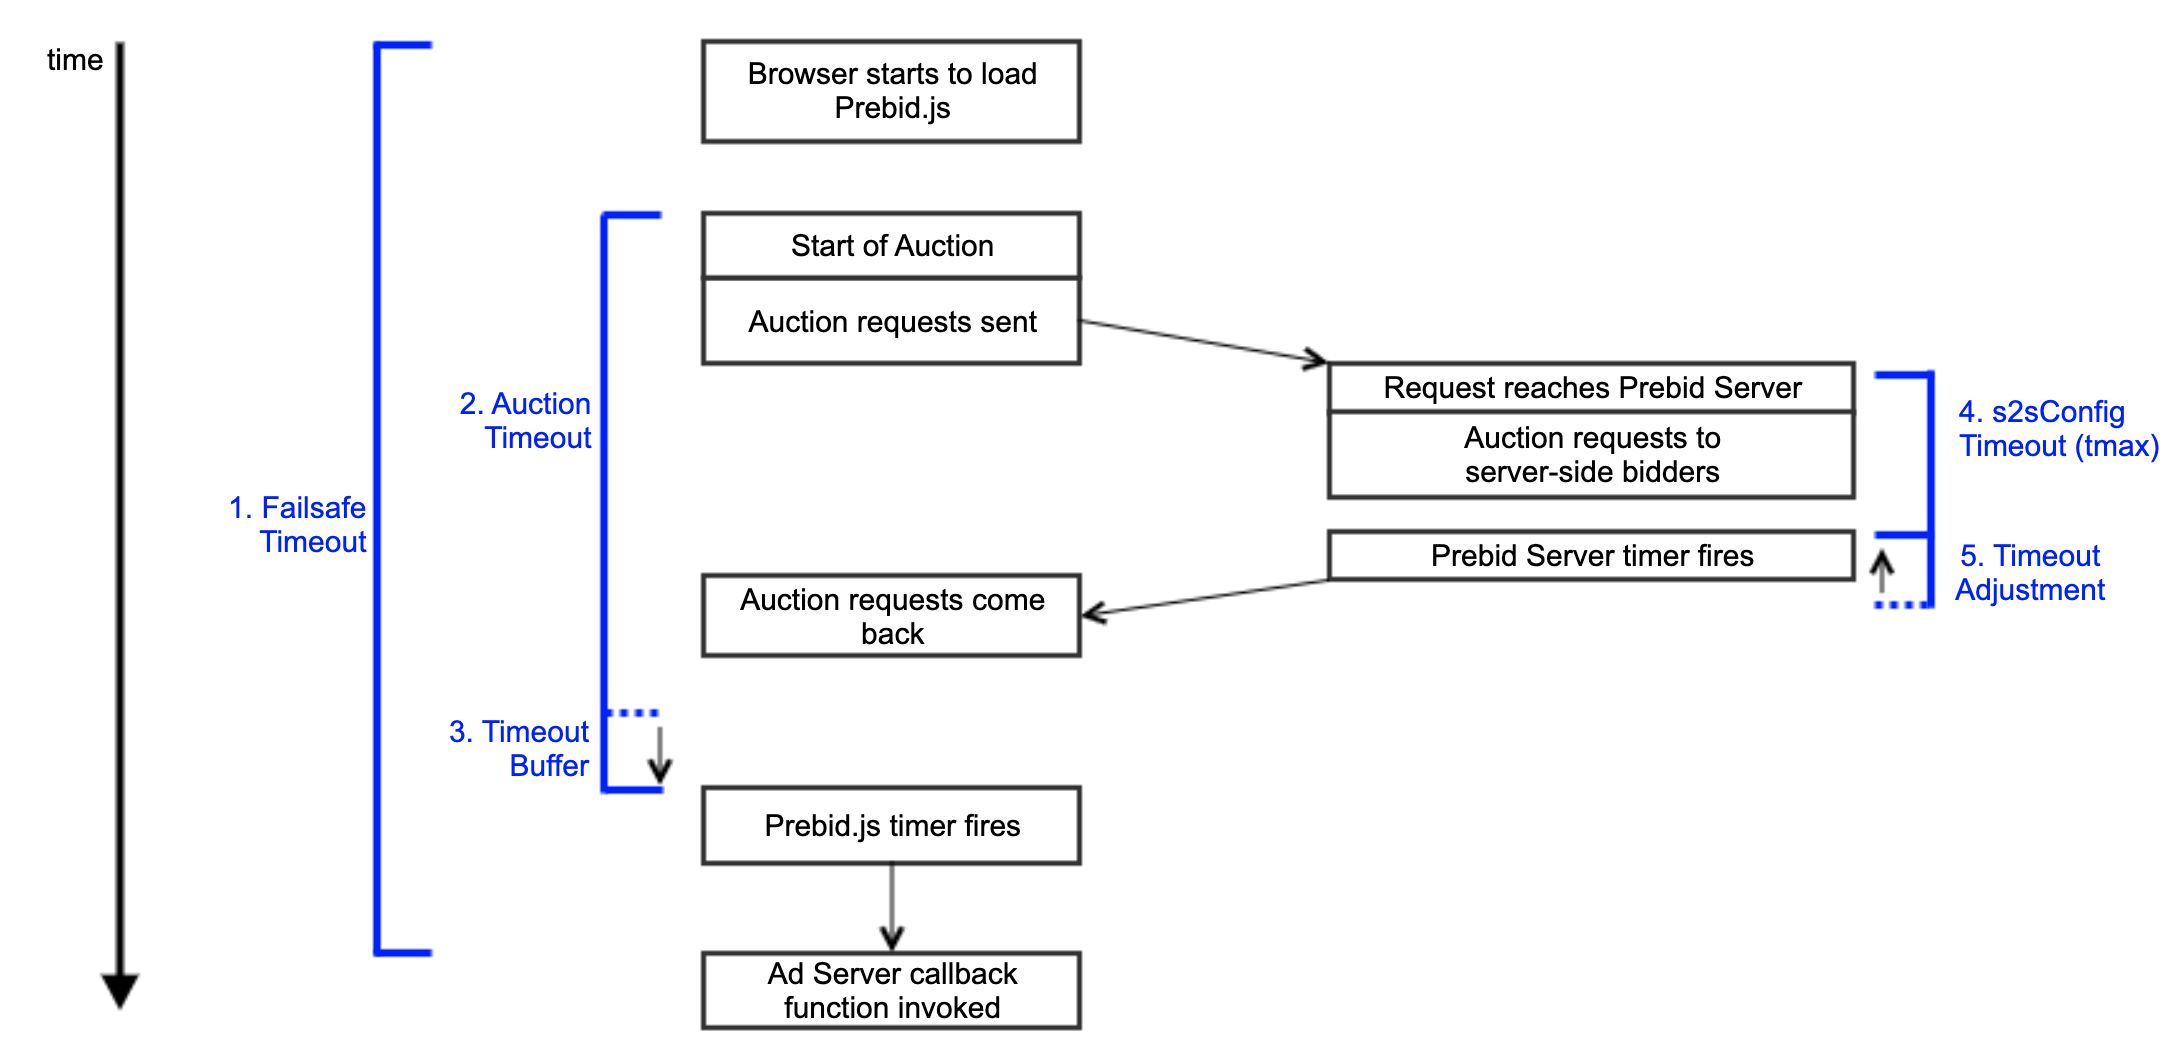 time
Browser starts to load
Prebid.js
Start of Auction
Auction requests sent
Request reaches Prebid Server
Auction requests to
server-side bidders
2. Auction
Timeout
4. s2sConfig
Timeout (tmax)
1. Failsafe
Timeout
Prebid Server timer fires
5. Timeout
Adjustment
Auction requests come
back
3. Timeout
Buffer
Prebid.js timer fires
Ad Server callback
function invoked